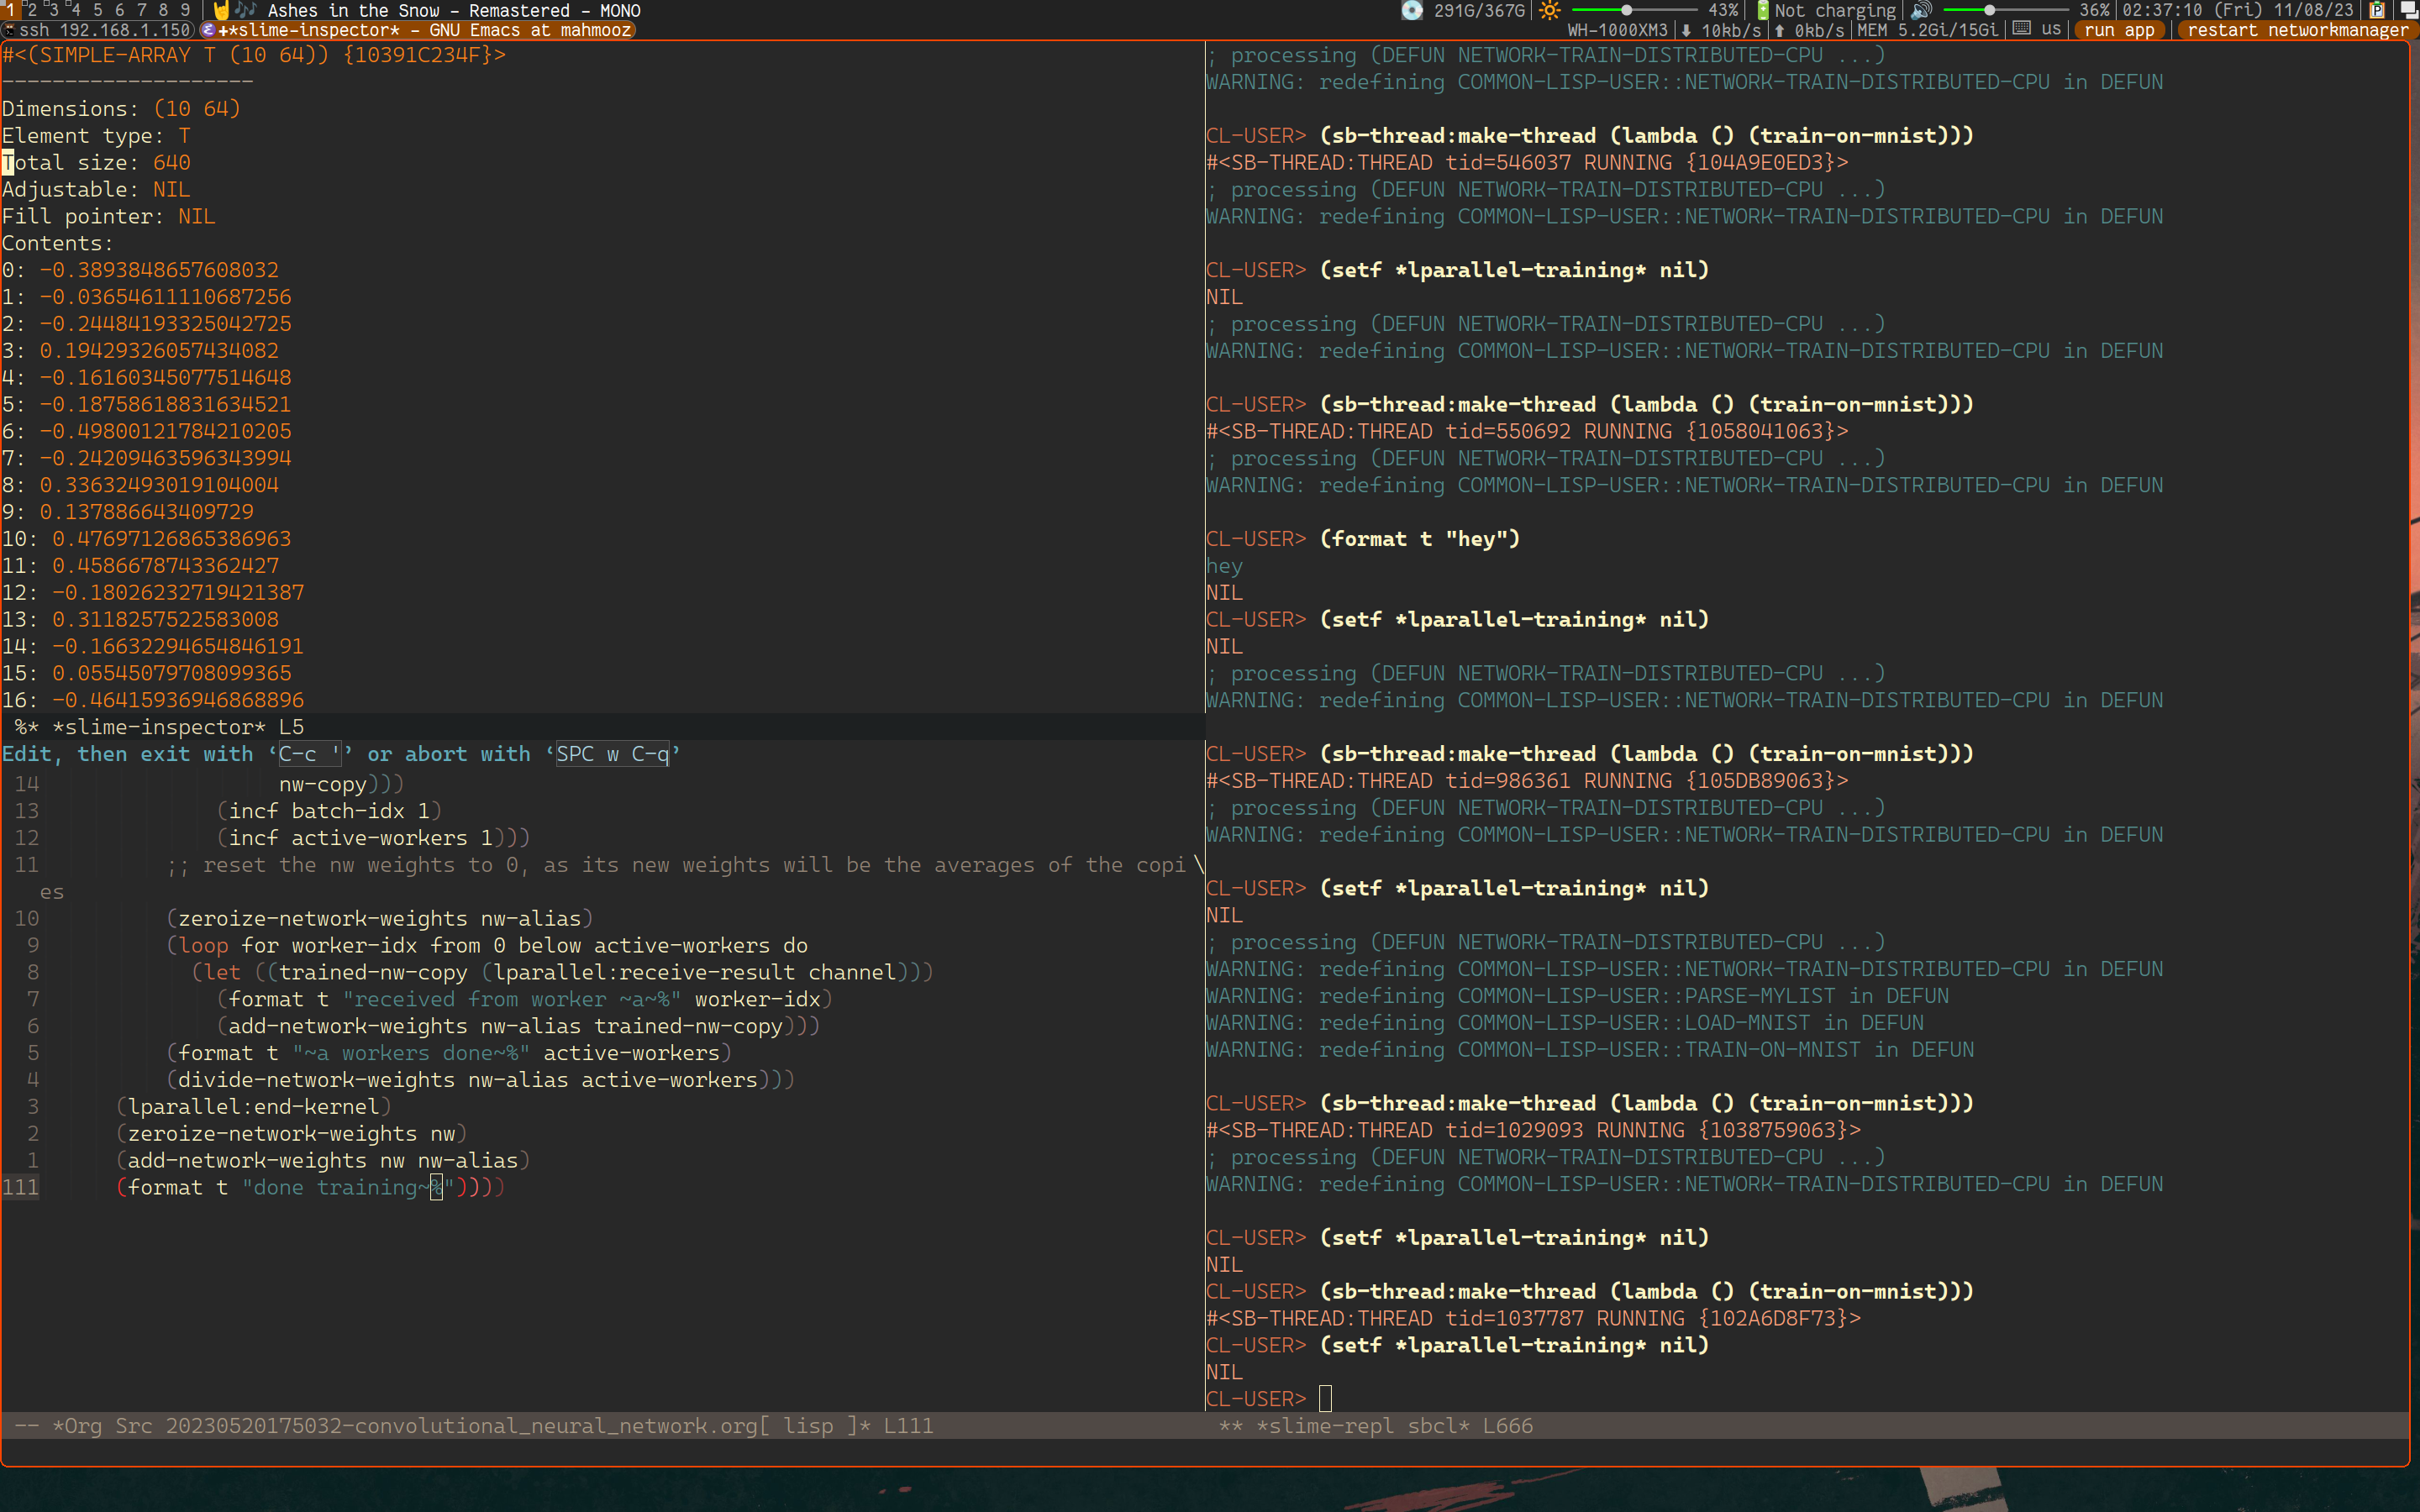 1 2 3 4 5 6 7 8 9 Ashes in the Snow - Remastered - MONO 291G/367G 43% Not charging 36% 02:37:10 (Fri) 11/08/23
ssh 192.168.1.150 +*slime-inspector* - GNU Emacs at mahmooz WH-1000XM3 ⬇ 10kb/s ⬆ 0kb/s MEM 5.2Gi/15Gi us run app restart networkmanager
#<(SIMPLE-ARRAY T (10 64)) {10391C234F}>
--------------------
Dimensions: (10 64)
Element type: T
Total size: 640
Adjustable: NIL
Fill pointer: NIL
Contents:
0: -0.3893848657608032
1: -0.03654611110687256
2: -0.24484193325042725
3: 0.19429326057434082
4: -0.16160345077514648
5: -0.18758618831634521
6: -0.49800121784210205
7: -0.24209463596343994
8: 0.33632493019104004
9: 0.137886643409729
10: 0.47697126865386963
11: 0.4586678743362427
12: -0.18026232719421387
13: 0.3118257522583008
14: -0.16632294654846191
15: 0.05545079708099365
16: -0.46415936946868896
%* *slime-inspector* L5
Edit, then exit with ‘C-c '’ or abort with ‘SPC w C-q’
14 nw-copy)))
13 (incf batch-idx 1)
12 (incf active-workers 1)))
11 ;; reset the nw weights to 0, as its new weights will be the averages of the copi\
es
10 (zeroize-network-weights nw-alias)
9 (loop for worker-idx from 0 below active-workers do
8 (let ((trained-nw-copy (lparallel:receive-result channel)))
7 (format t "received from worker ~a~%" worker-idx)
6 (add-network-weights nw-alias trained-nw-copy)))
5 (format t "~a workers done~%" active-workers)
4 (divide-network-weights nw-alias active-workers)))
3 (lparallel:end-kernel)
2 (zeroize-network-weights nw)
1 (add-network-weights nw nw-alias)
111 (format t "done training~%"))))
-- *Org Src 20230520175032-convolutional_neural_network.org[ lisp ]* L111
; processing (DEFUN NETWORK-TRAIN-DISTRIBUTED-CPU ...)
WARNING: redefining COMMON-LISP-USER::NETWORK-TRAIN-DISTRIBUTED-CPU in DEFUN
CL-USER> (sb-thread:make-thread (lambda () (train-on-mnist)))
#<SB-THREAD:THREAD tid=546037 RUNNING {104A9E0ED3}>
; processing (DEFUN NETWORK-TRAIN-DISTRIBUTED-CPU ...)
WARNING: redefining COMMON-LISP-USER::NETWORK-TRAIN-DISTRIBUTED-CPU in DEFUN
CL-USER> (setf *lparallel-training* nil)
NIL
; processing (DEFUN NETWORK-TRAIN-DISTRIBUTED-CPU ...)
WARNING: redefining COMMON-LISP-USER::NETWORK-TRAIN-DISTRIBUTED-CPU in DEFUN
CL-USER> (sb-thread:make-thread (lambda () (train-on-mnist)))
#<SB-THREAD:THREAD tid=550692 RUNNING {1058041063}>
; processing (DEFUN NETWORK-TRAIN-DISTRIBUTED-CPU ...)
WARNING: redefining COMMON-LISP-USER::NETWORK-TRAIN-DISTRIBUTED-CPU in DEFUN
CL-USER> (format t "hey")
hey
NIL
CL-USER> (setf *lparallel-training* nil)
NIL
; processing (DEFUN NETWORK-TRAIN-DISTRIBUTED-CPU ...)
WARNING: redefining COMMON-LISP-USER::NETWORK-TRAIN-DISTRIBUTED-CPU in DEFUN
CL-USER> (sb-thread:make-thread (lambda () (train-on-mnist)))
#<SB-THREAD:THREAD tid=986361 RUNNING {105DB89063}>
; processing (DEFUN NETWORK-TRAIN-DISTRIBUTED-CPU ...)
WARNING: redefining COMMON-LISP-USER::NETWORK-TRAIN-DISTRIBUTED-CPU in DEFUN
CL-USER> (setf *lparallel-training* nil)
NIL
; processing (DEFUN NETWORK-TRAIN-DISTRIBUTED-CPU ...)
WARNING: redefining COMMON-LISP-USER::NETWORK-TRAIN-DISTRIBUTED-CPU in DEFUN
WARNING: redefining COMMON-LISP-USER::PARSE-MYLIST in DEFUN
WARNING: redefining COMMON-LISP-USER::LOAD-MNIST in DEFUN
WARNING: redefining COMMON-LISP-USER::TRAIN-ON-MNIST in DEFUN
CL-USER> (sb-thread:make-thread (lambda () (train-on-mnist)))
#<SB-THREAD:THREAD tid=1029093 RUNNING {1038759063}>
; processing (DEFUN NETWORK-TRAIN-DISTRIBUTED-CPU ...)
WARNING: redefining COMMON-LISP-USER::NETWORK-TRAIN-DISTRIBUTED-CPU in DEFUN
CL-USER> (setf *lparallel-training* nil)
NIL
CL-USER> (sb-thread:make-thread (lambda () (train-on-mnist)))
#<SB-THREAD:THREAD tid=1037787 RUNNING {102A6D8F73}>
CL-USER> (setf *lparallel-training* nil)
NIL
CL-USER>
** *slime-repl sbcl* L666